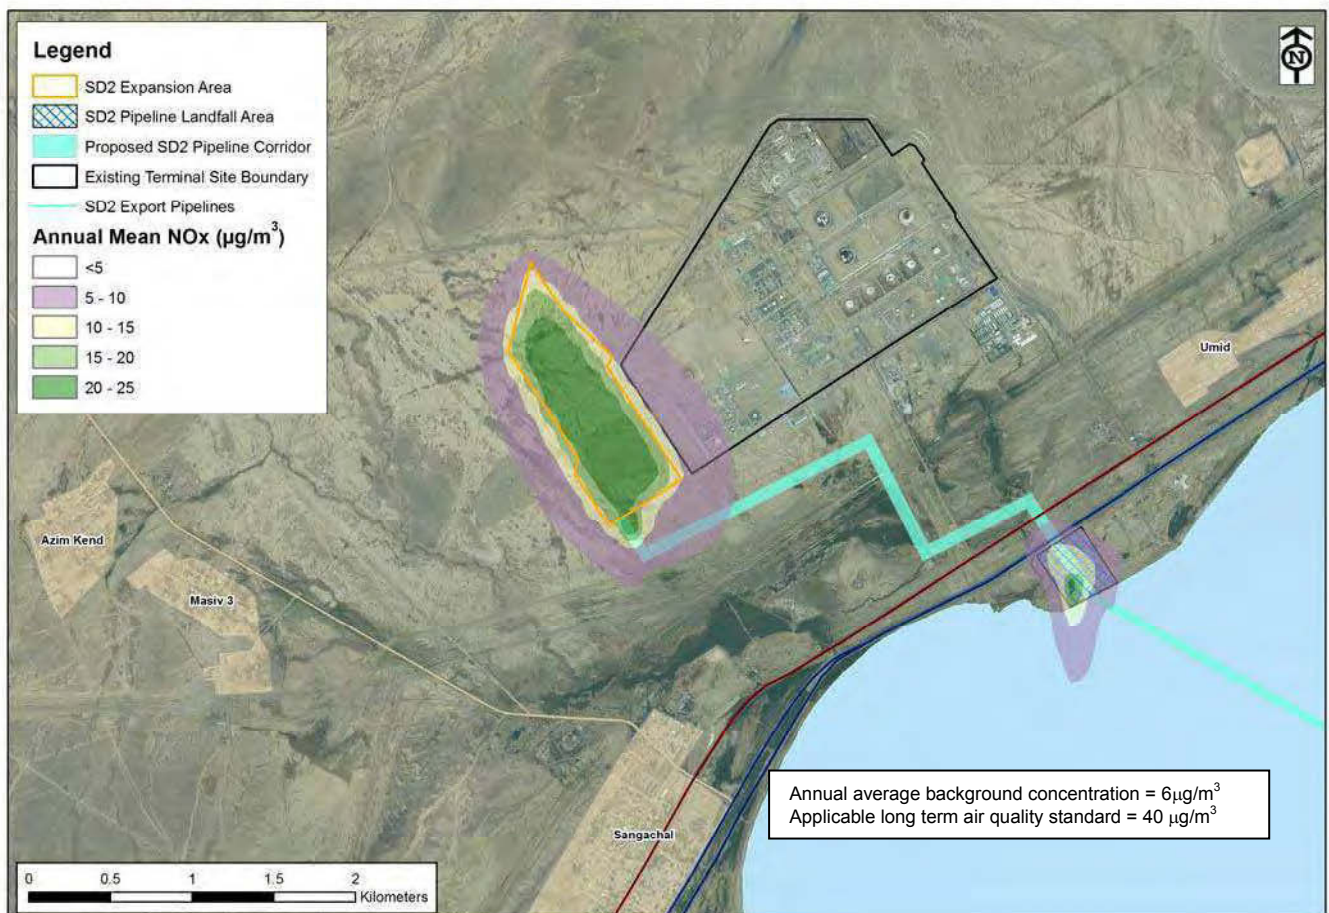 Legend
SD2 Expansion Area
SD2 Pipeline Landfall Area
Proposed SD2 Pipeline Corridor
Existing Terminal Site Boundary
SD2 Export Pipelines
Annual Mean NOx (µg/m³)
<5
5 - 10
10 - 15
15 - 20
20 - 25
N
Umid
Azim Kend
Masiv 3
Sangachal
Annual average background concentration = 6µg/m³
Applicable long term air quality standard = 40 µg/m³
0 0.5 1 1.5 2
Kilometers